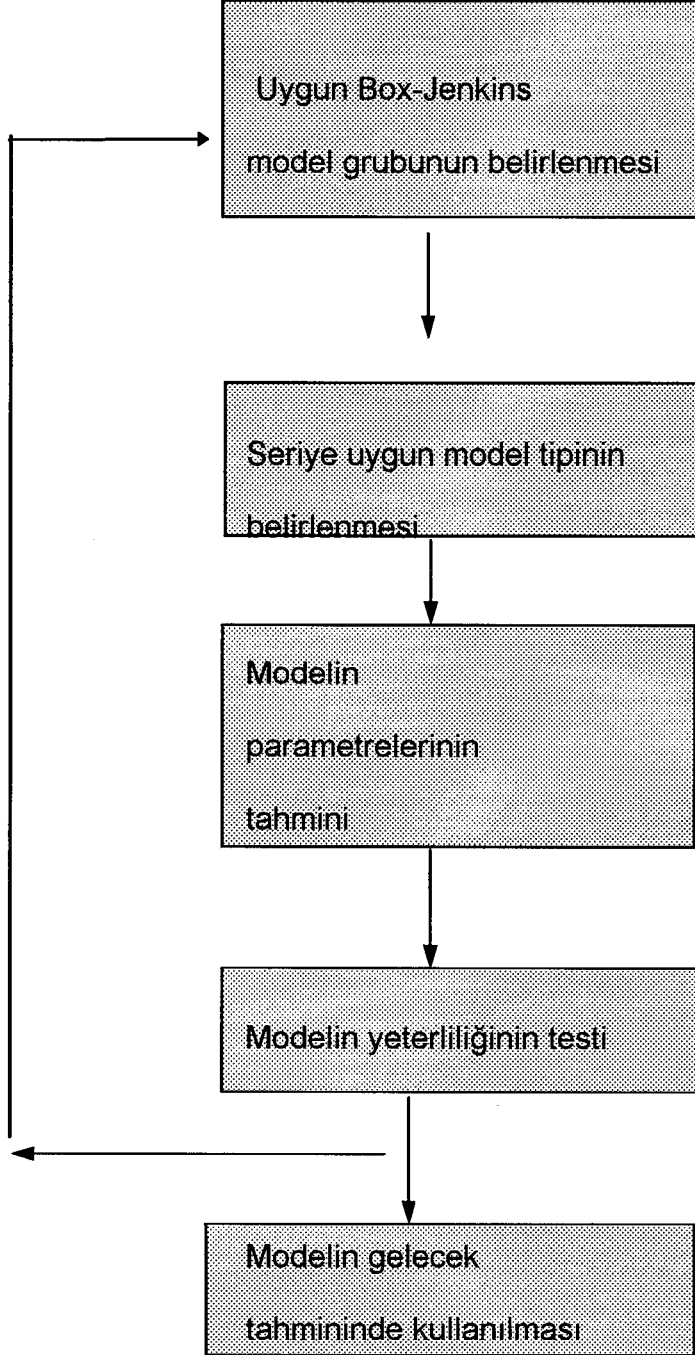 Uygun Box-Jenkins
model grubunun belirlenmesi
Seriye uygun model tipinin
belirlenmesi
Modelin
parametrelerinin
tahmini
Modelin yeterliliğinin testi
Modelin gelecek
tahmininde kullanılması